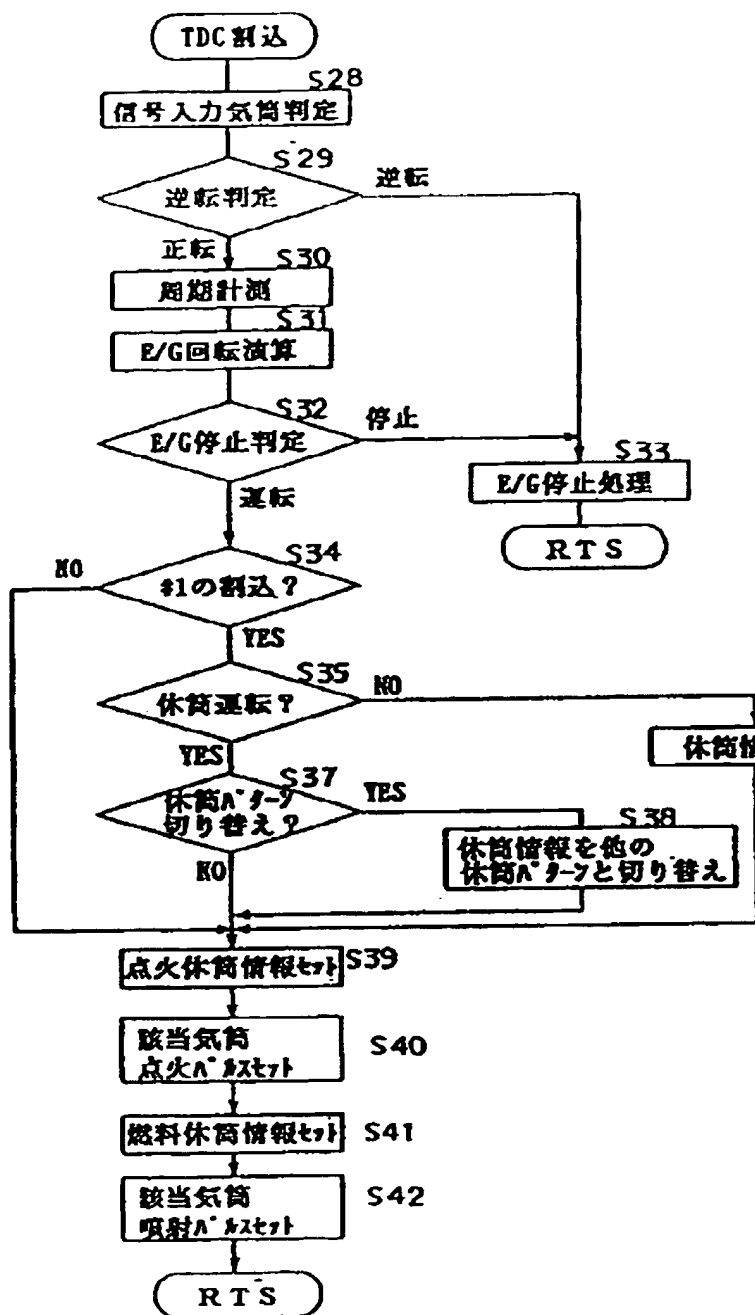 TDC割込
S28
信号入力気筒判定
S29
逆転判定
逆転
正転
S30
周期計測
S31
E/G回転演算
S32
E/G停止判定
停止
運転
S33
E/G停止処理
RTS
S34
#1の割込?
NO
YES
S35
休筒運転?
NO
YES
休筒情
S37
休筒パターン
切り替え?
YES
NO
S38
休筒情報を他の
休筒パターンと切り替え
点火休筒情報セット
S39
該当気筒
点火パルスセット
S40
燃料休筒情報セット
S41
該当気筒
噴射パルスセット
S42
RTS